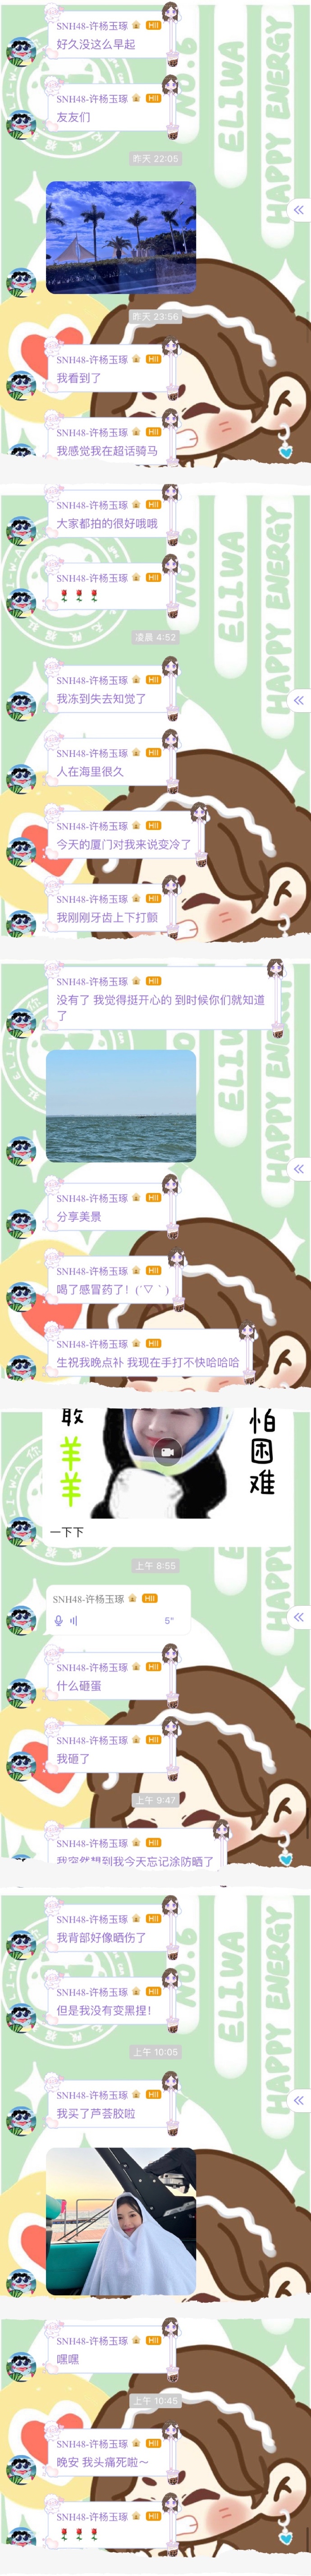 SNH48-许杨玉琢 HII
好久没这么早起
SNH48-许杨玉琢 HII
友友们
NO 6
ELIWA
HAPPY ENERGY
昨天 22:05
昨天 23:56
SNH48-许杨玉琢 HII
我看到了
SNH48-许杨玉琢 HII
我感觉我在超话骑马
SNH48-许杨玉琢 HII
大家都拍的很好哦哦
SNH48-许杨玉琢 HII
🌹🌹🌹
NO 6
ELIWA
HAPPY ENERGY
凌晨 4:52
SNH48-许杨玉琢 HII
我冻到失去知觉了
SNH48-许杨玉琢 HII
人在海里很久
SNH48-许杨玉琢 HII
今天的厦门对我来说变冷了
SNH48-许杨玉琢 HII
我刚刚牙齿上下打颤
SNH48-许杨玉琢 HII
没有了 我觉得挺开心的 到时候你们就知道
了
ELIWA
HAPPY ENERGY
SNH48-许杨玉琢 HII
分享美景
SNH48-许杨玉琢 HII
喝了感冒药了！(´▽｀)
SNH48-许杨玉琢 HII
生祝我晚点补 我现在手打不快哈哈哈
敢
羊
羊
怕
困
难
一下下
上午 8:55
SNH48-许杨玉琢 HII
5"
SNH48-许杨玉琢 HII
什么砸蛋
SNH48-许杨玉琢 HII
我砸了
上午 9:47
SNH48-许杨玉琢 HII
我突然想到我今天忘记涂防晒了
SNH48-许杨玉琢 HII
我背部好像晒伤了
SNH48-许杨玉琢 HII
但是我没有变黑捏！
NO 6
ELIWA
HAPPY ENERGY
上午 10:05
SNH48-许杨玉琢 HII
我买了芦荟胶啦
SNH48-许杨玉琢 HII
嘿嘿
上午 10:45
SNH48-许杨玉琢 HII
晚安 我头痛死啦～
SNH48-许杨玉琢 HII
🌹🌹🌹